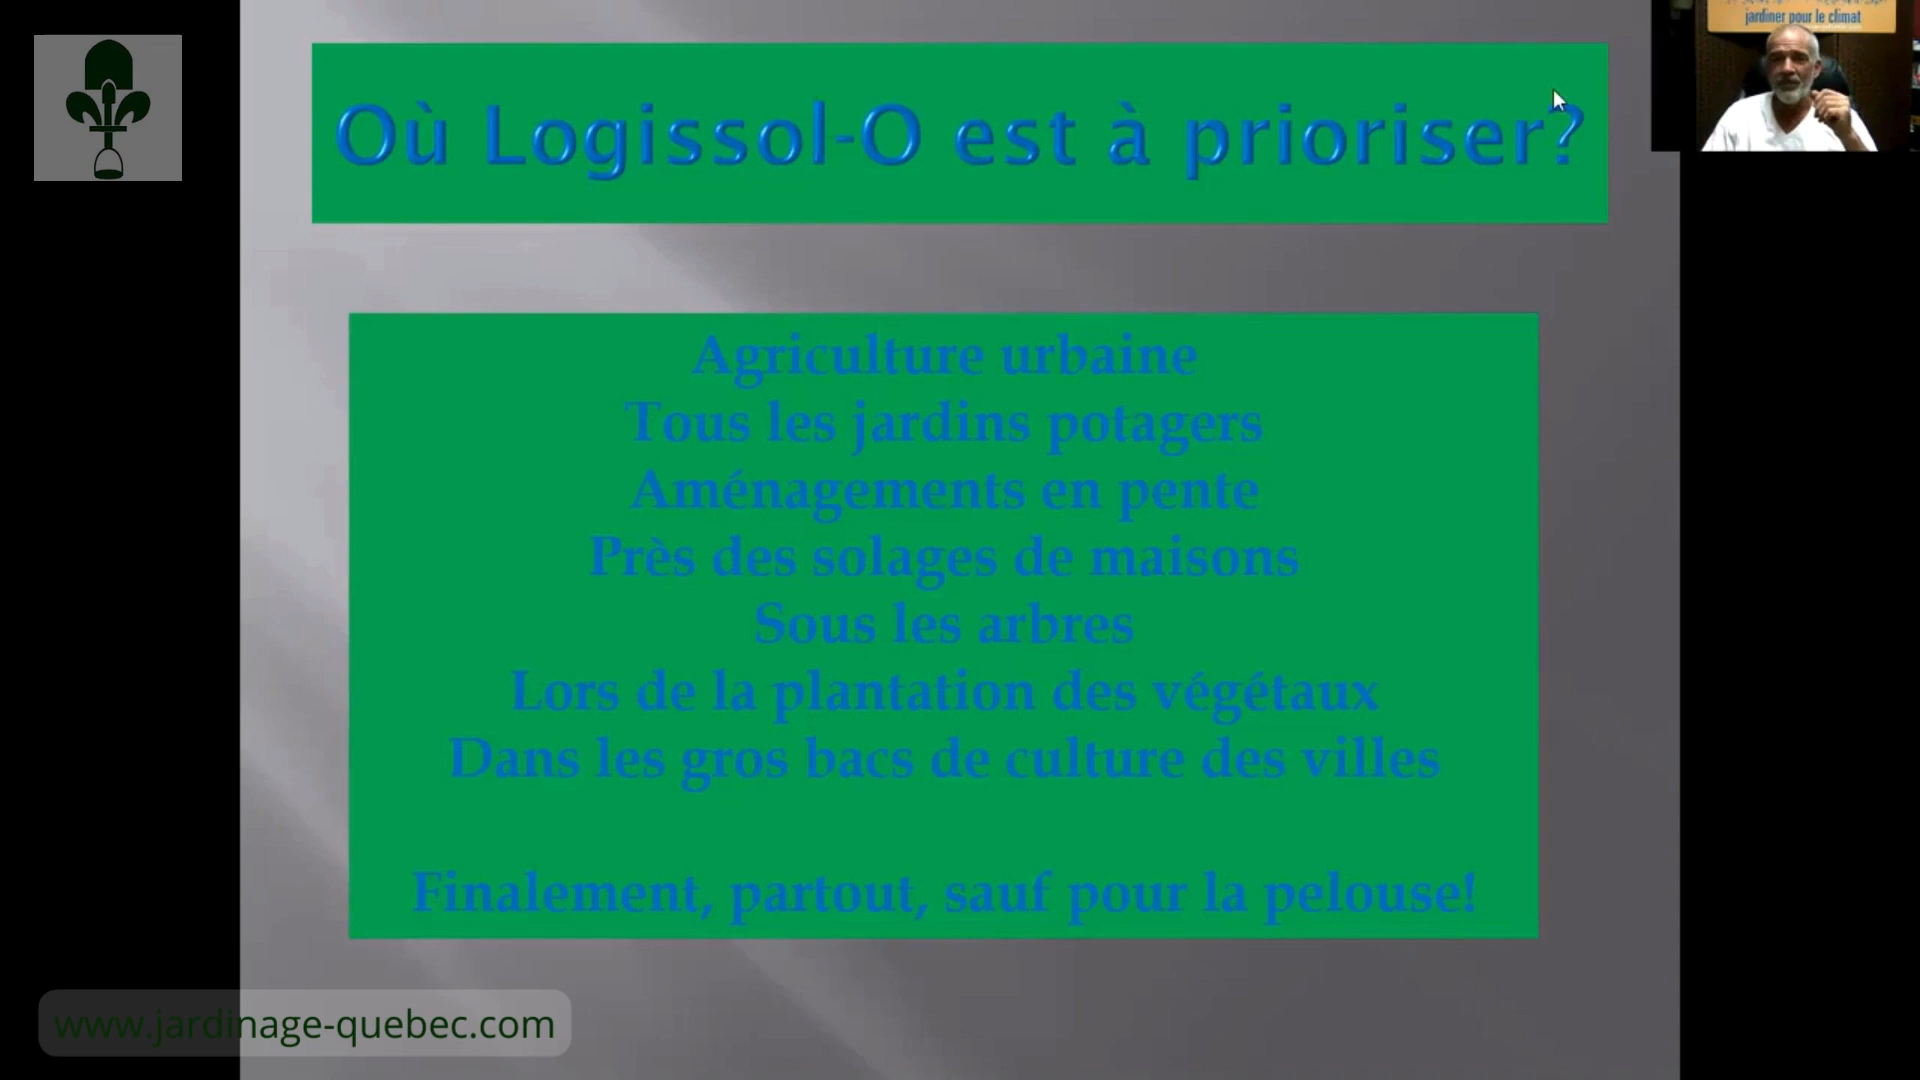 jardiner pour le climat
Où Logissol-O est à prioriser?
Agriculture urbaine
Tous les jardins potagers
Aménagements en pente
Près des solages de maisons
Sous les arbres
Lors de la plantation des végétaux
Dans les gros bacs de culture des villes
Finalement, partout, sauf pour la pelouse!
www.jardinage-quebec.com